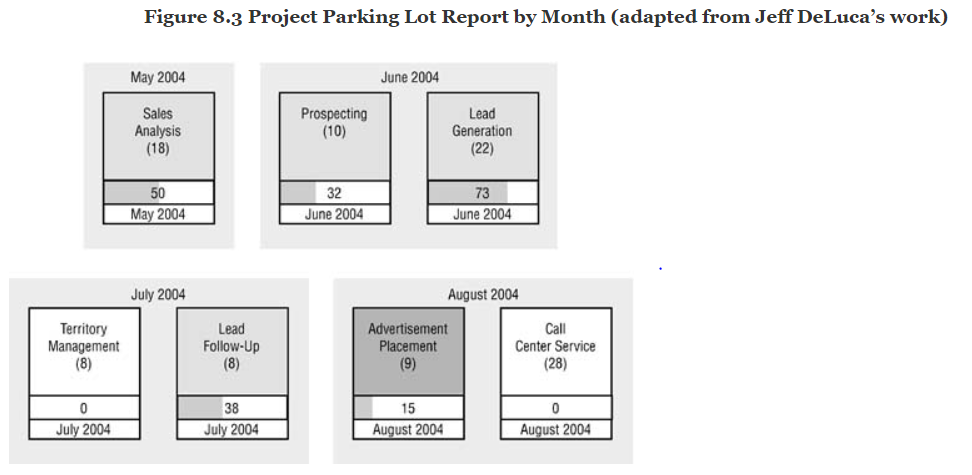 Figure 8.3 Project Parking Lot Report by Month (adapted from Jeff DeLuca’s work)
May 2004
Sales
Analysis
(18)
50
May 2004
June 2004
Prospecting
(10)
32
June 2004
Lead
Generation
(22)
73
June 2004
July 2004
Territory
Management
(8)
0
July 2004
Lead
Follow-Up
(8)
38
July 2004
August 2004
Advertisement
Placement
(9)
15
August 2004
Call
Center Service
(28)
0
August 2004